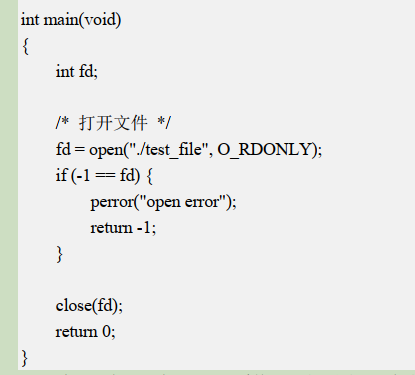 int main(void)
{
int fd;
/* 打开文件 */
fd = open("./test_file", O_RDONLY);
if (-1 == fd) {
perror("open error");
return -1;
}
close(fd);
return 0;
}